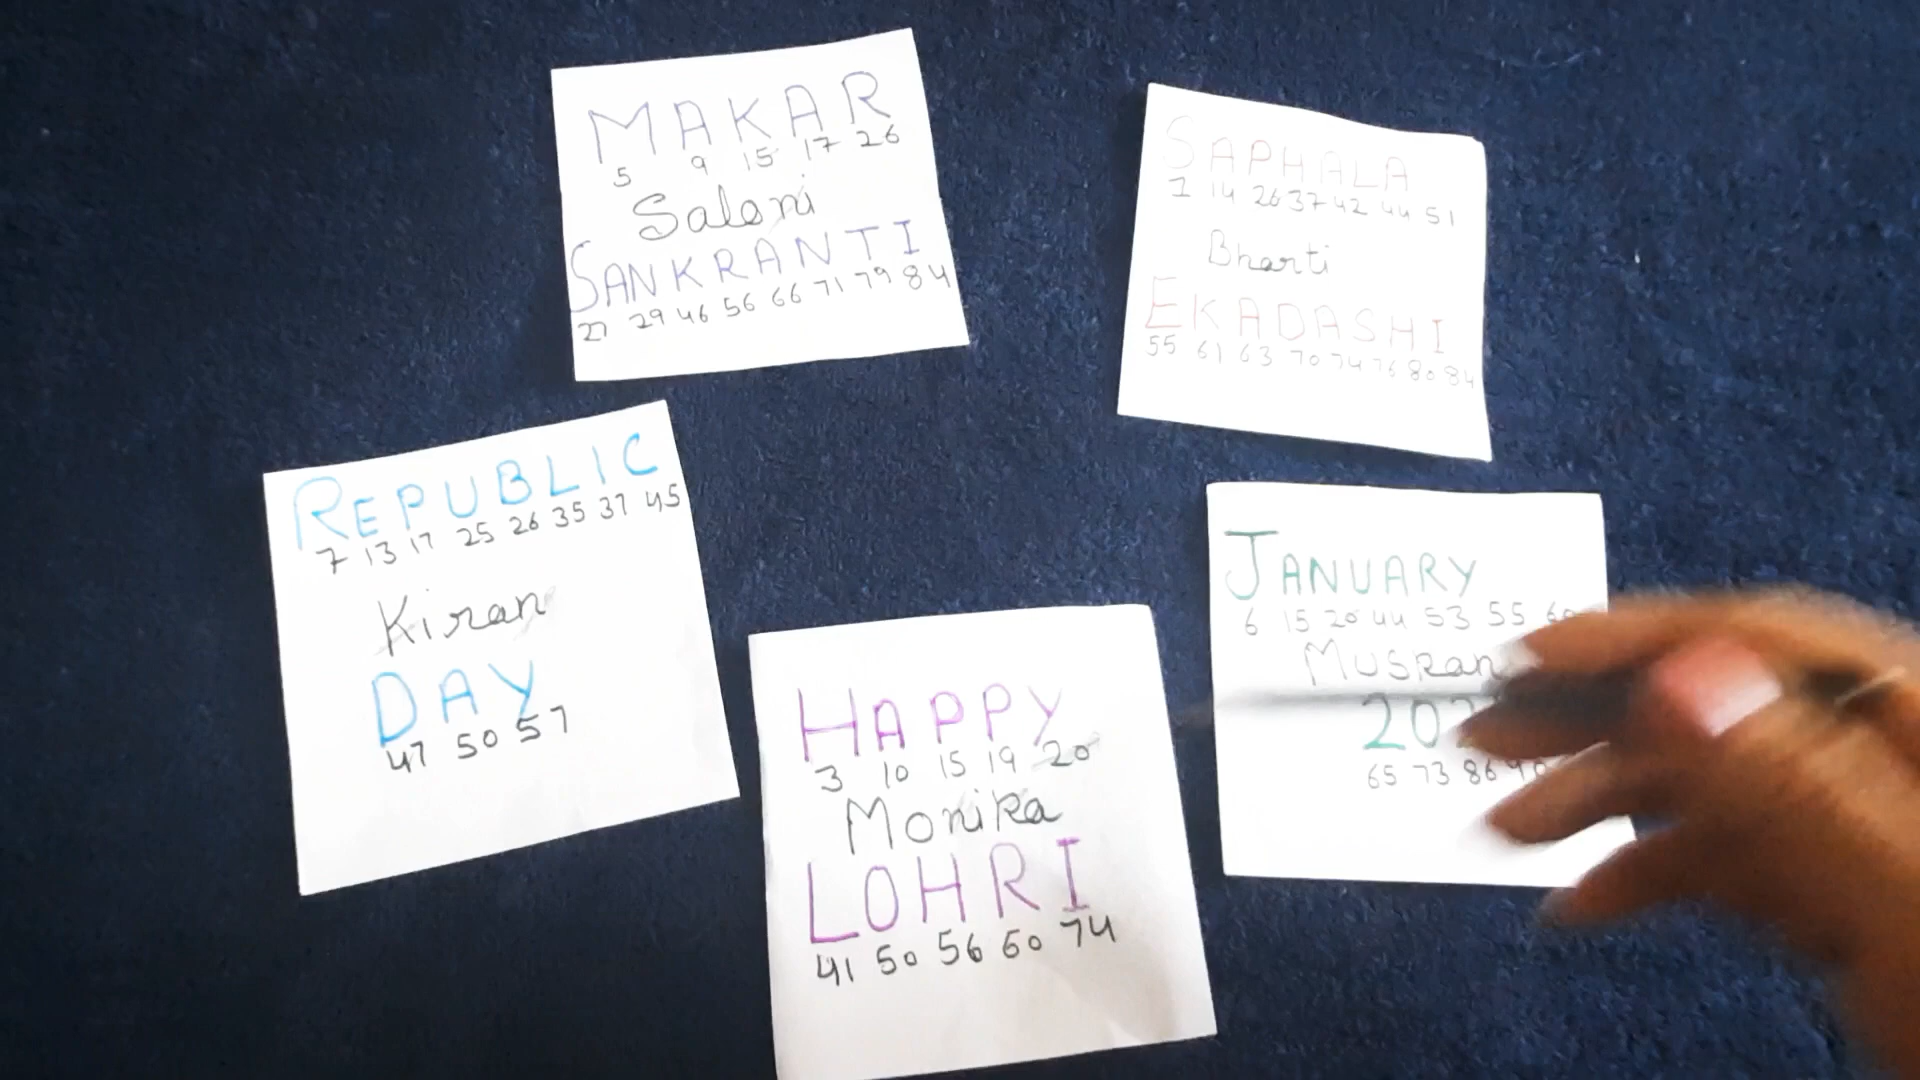 MAKAR
5 9 15 17 26
Saloni
SANKRANTI
27 29 46 56 66 71 79 84
SAPHALA
1 14 26 37 42 44 51
Bharti
EKADASHI
55 61 63 70 74 76 80 84
REPUBLIC
7 13 17 25 26 35 37 45
Kiran
DAY
47 50 57
HAPPY
3 10 15 19 20
Monika
LOHRI
41 50 56 60 74
JANUARY
6 15 20 44 53 55
Muskan
65 73 86